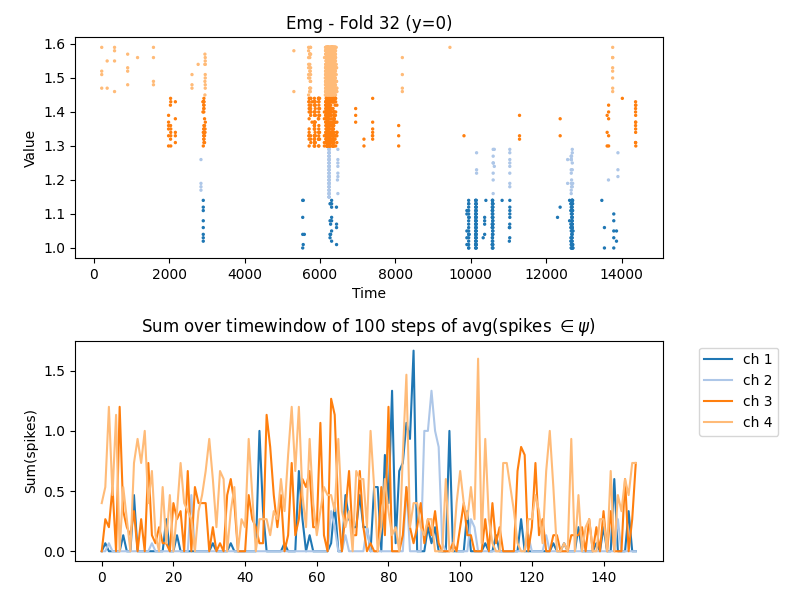 Emg - Fold 32 (y=0)
1.6
1.5
1.4
1.3
1.2
1.1
1.0
Value
0 2000 4000 6000 8000 10000 12000 14000
Time
Sum over timewindow of 100 steps of avg(spikes ∈ ψ)
1.5
1.0
0.5
0.0
Sum(spikes)
0 20 40 60 80 100 120 140
ch 1
ch 2
ch 3
ch 4